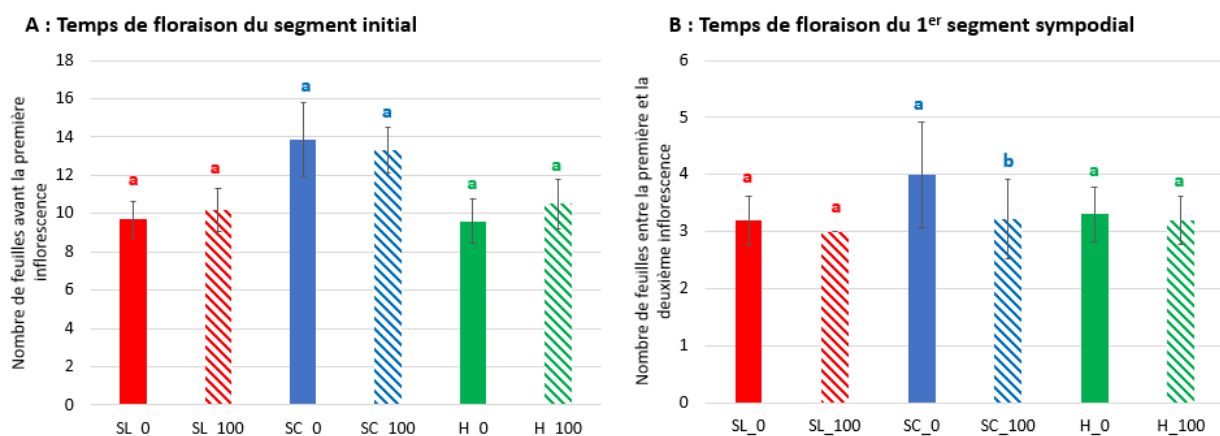 A : Temps de floraison du segment initial
Nombre de feuilles avant la première
inflorescence
18
16
14
12
10
8
6
4
2
0
a
a
a
a
a
a
SL_0
SL_100
SC_0
SC_100
H_0
H_100
B : Temps de floraison du 1er segment sympodial
Nombre de feuilles entre la première et la
deuxième inflorescence
6
5
4
3
2
1
0
a
a
a
b
a
a
SL_0
SL_100
SC_0
SC_100
H_0
H_100